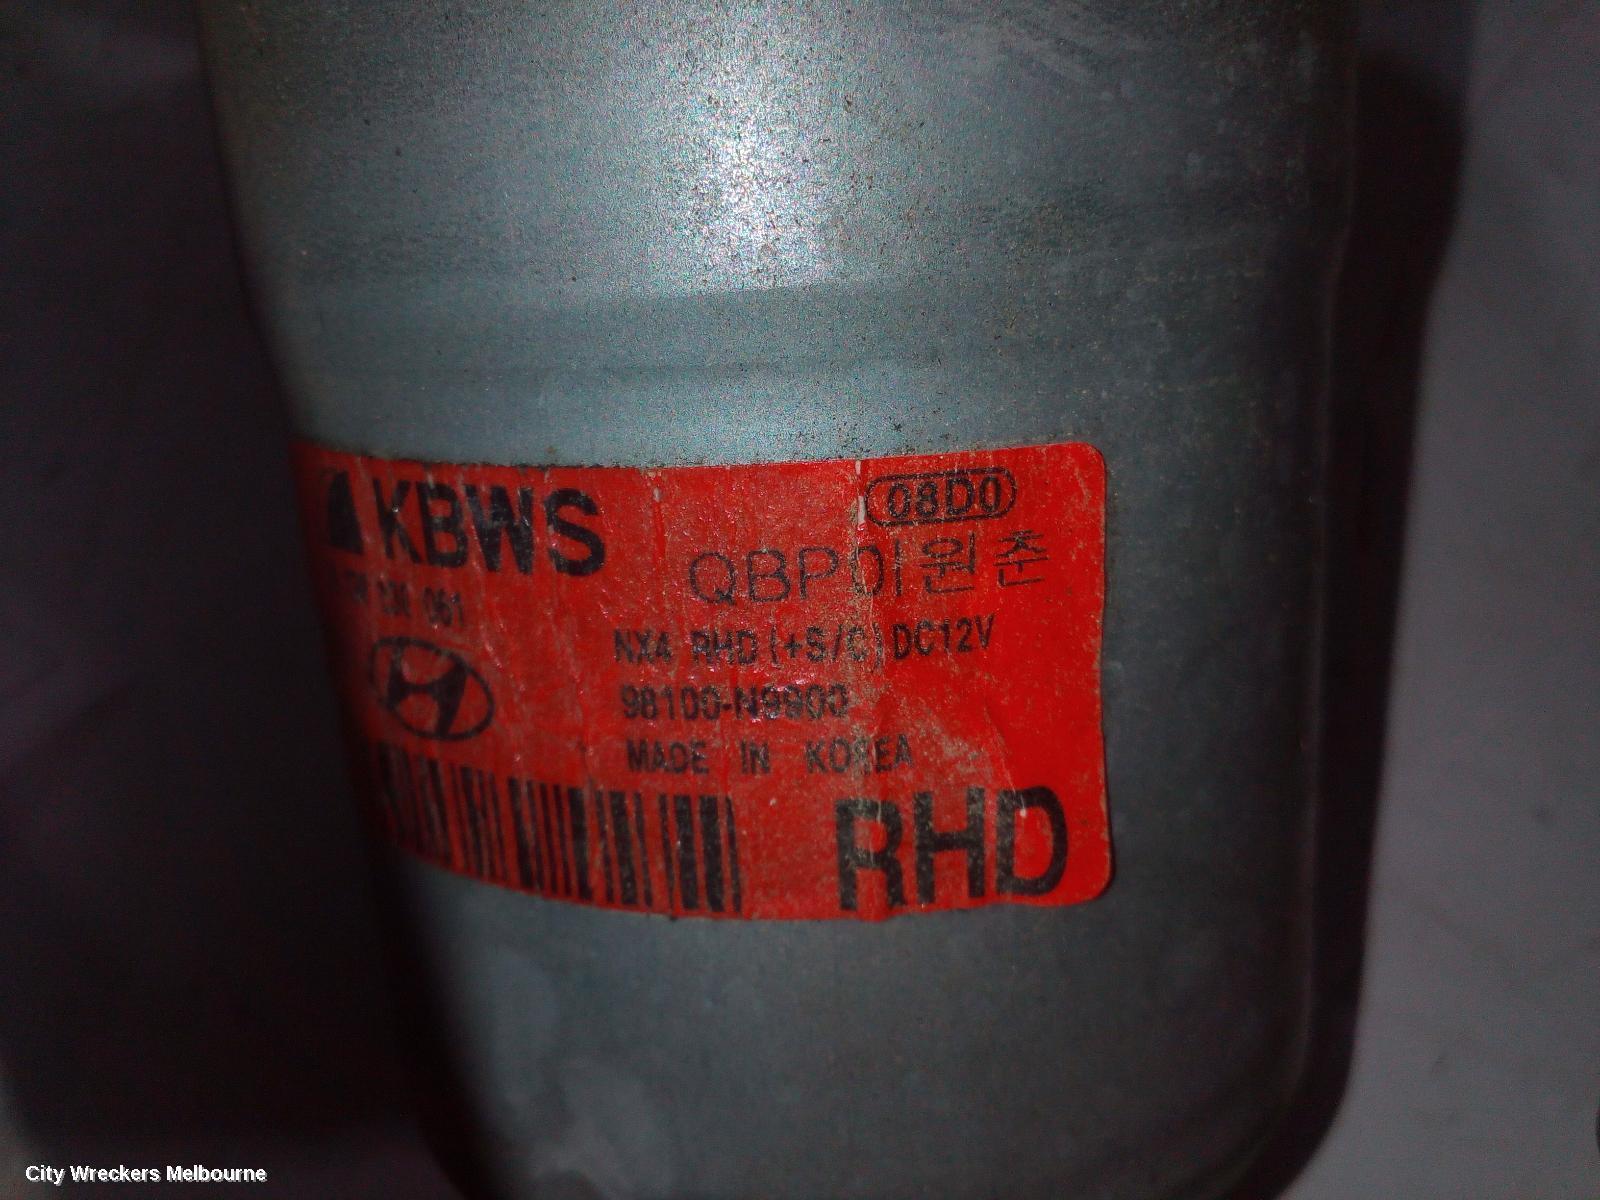 KBWS
08D0
QBP이원춘
061
NX4 RHD(+S/C)DC12V
98100-N9900
MADE IN KOREA
RHD
City Wreckers Melbourne